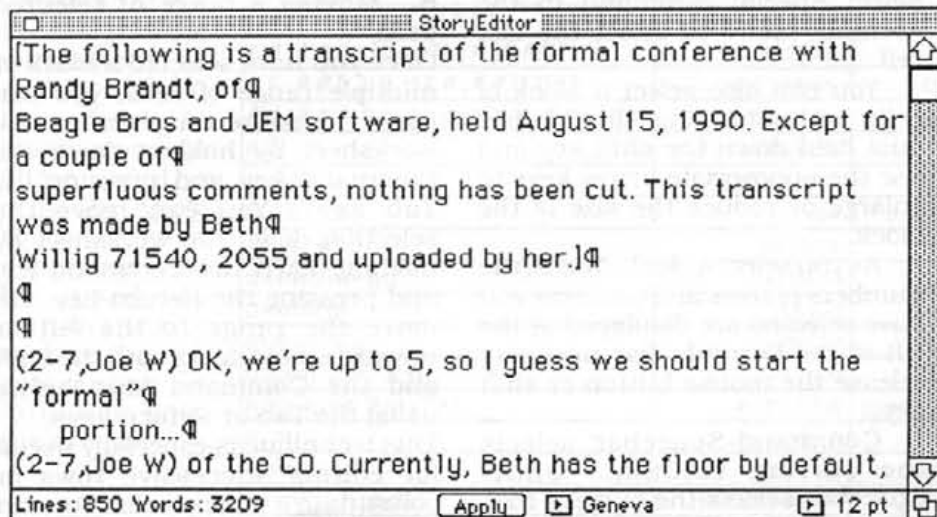 StoryEditor
[The following is a transcript of the formal conference with
Randy Brandt, of¶
Beagle Bros and JEM software, held August 15, 1990. Except for
a couple of¶
superfluous comments, nothing has been cut. This transcript
was made by Beth¶
Willig 71540, 2055 and uploaded by her.]¶
¶
¶
(2-7,Joe W) OK, we're up to 5, so I guess we should start the
"formal" ¶
portion. ¶
(2-7,Joe W) of the CO. Currently, Beth has the floor by default.
Lines: 850 Words: 3209 Apply Geneva 12 pt